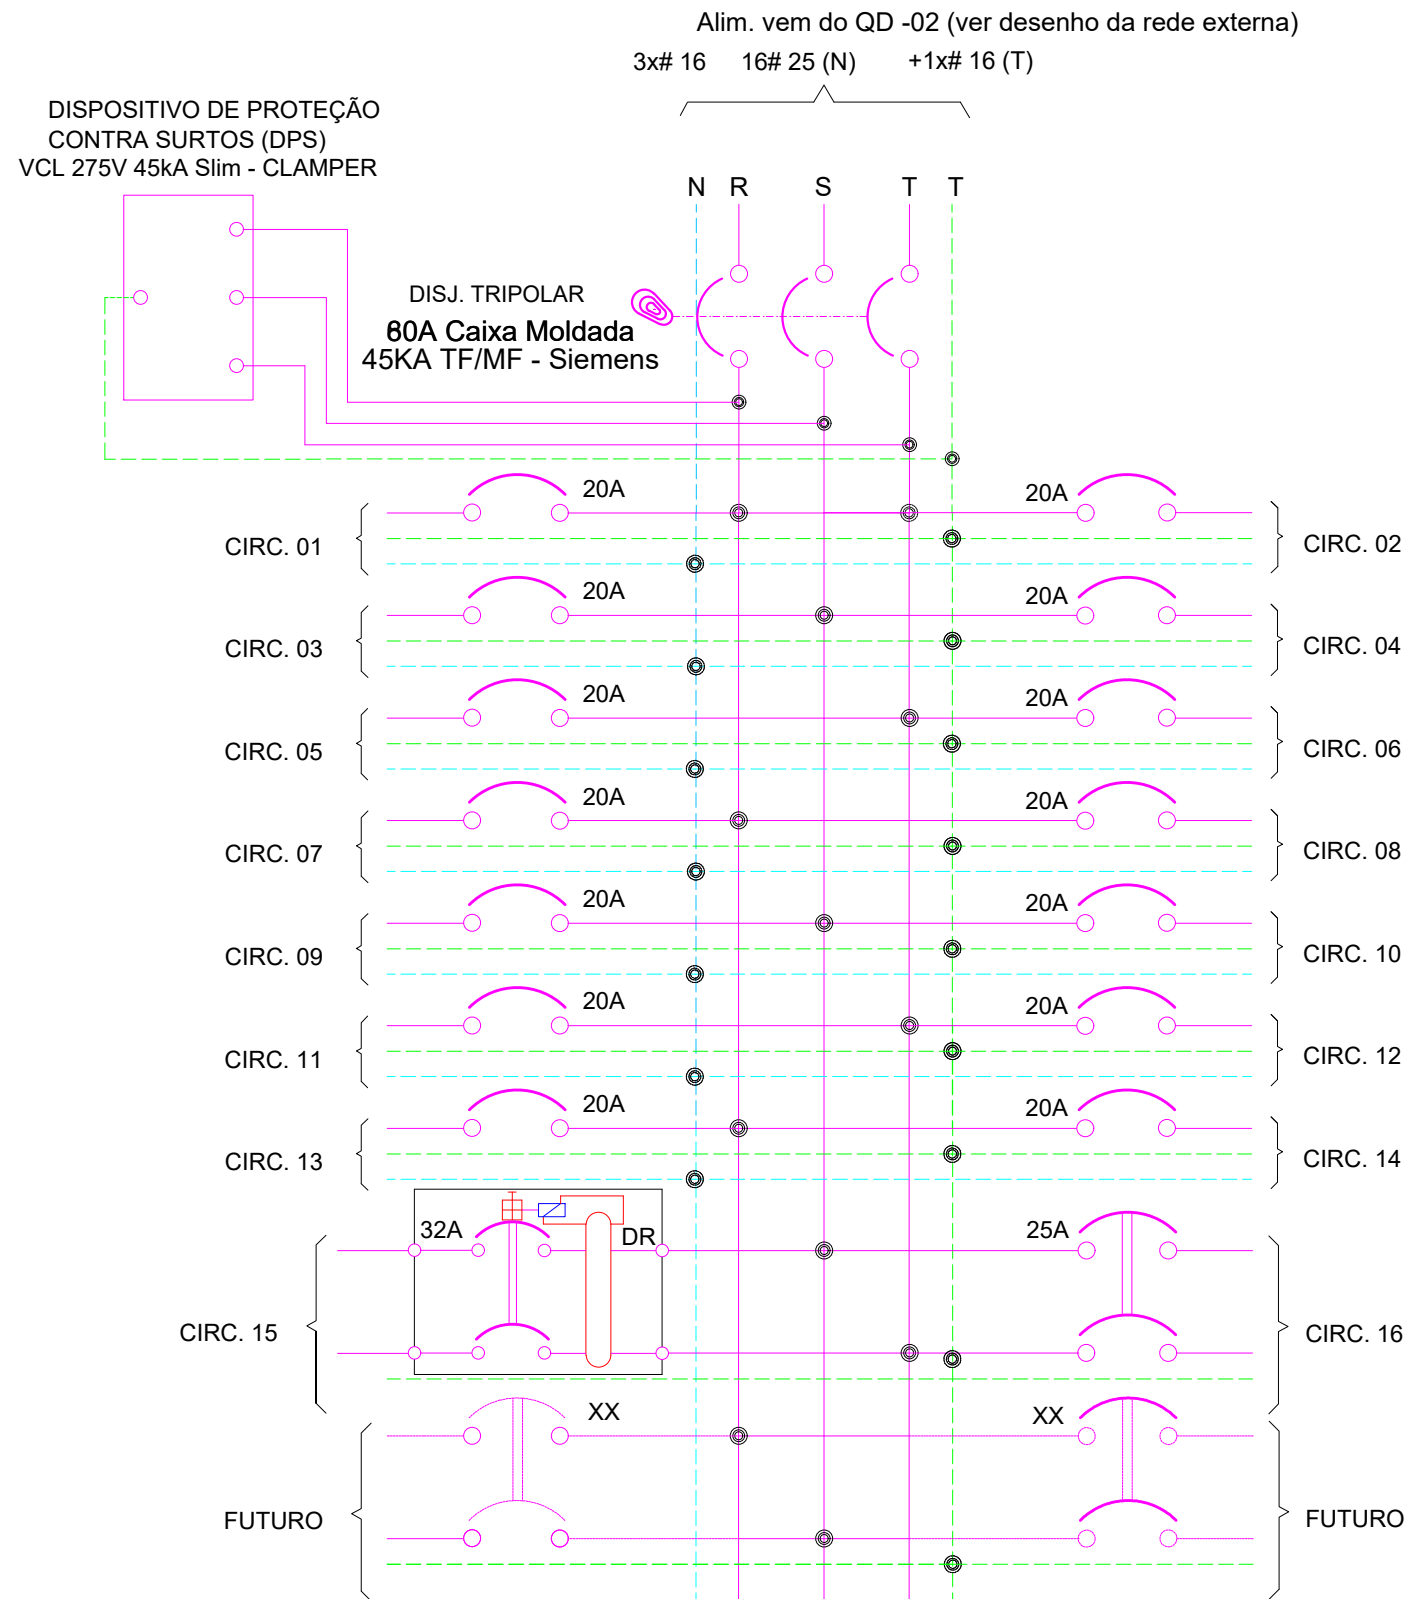 Alim. vem do QD -02 (ver desenho da rede externa)
3x# 16 16# 25 (N) +1x# 16 (T)
DISPOSITIVO DE PROTEÇÃO
CONTRA SURTOS (DPS)
VCL 275V 45kA Slim - CLAMPER
N R S T T
DISJ. TRIPOLAR
Caixa Moldada
45KA TF/MF - Siemens
20A 20A
CIRC. 01 CIRC. 02
20A 20A
CIRC. 03 CIRC. 04
20A 20A
CIRC. 05 CIRC. 06
20A 20A
CIRC. 07 CIRC. 08
20A 20A
CIRC. 09 CIRC. 10
20A 20A
CIRC. 11 CIRC. 12
20A 20A
CIRC. 13 CIRC. 14
32A DR 25A
CIRC. 15 CIRC. 16
XX XX
FUTURO FUTURO